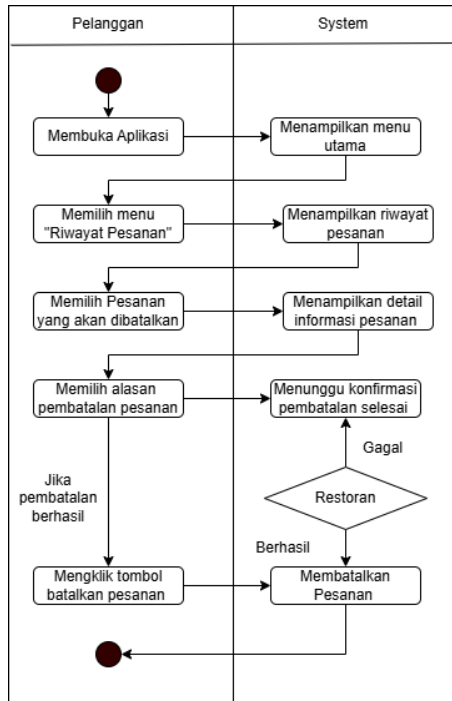 Pelanggan
System
Membuka Aplikasi
Menampilkan menu
utama
Memilih menu
"Riwayat Pesanan"
Menampilkan riwayat
pesanan
Memilih Pesanan
yang akan dibatalkan
Menampilkan detail
informasi pesanan
Memilih alasan
pembatalan pesanan
Menunggu konfirmasi
pembatalan selesai
Gagal
Jika
pembatalan
berhasil
Restoran
Berhasil
Mengklik tombol
batalkan pesanan
Membatalkan
Pesanan